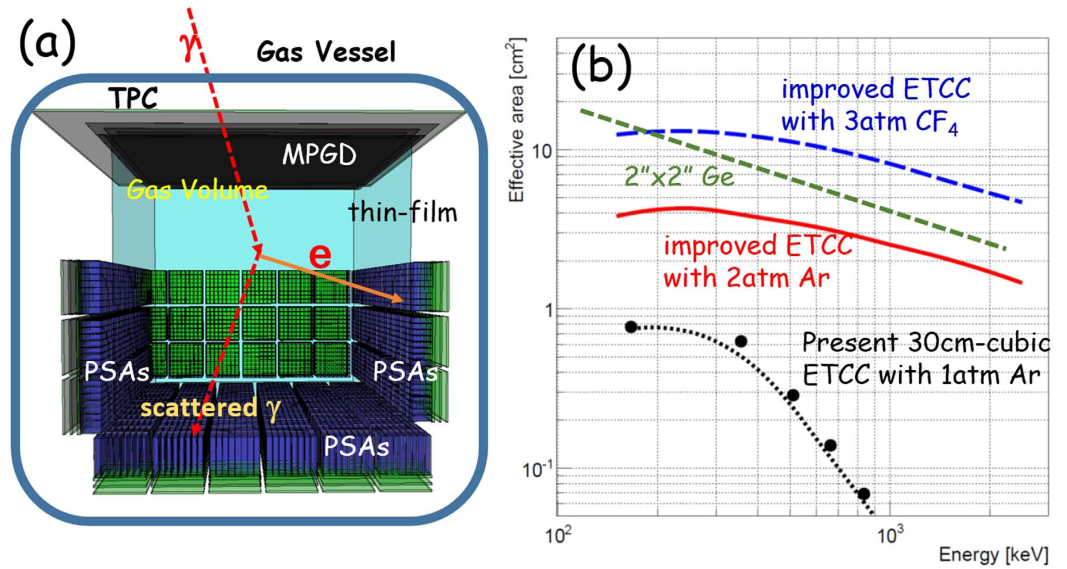 (a)
γ
Gas Vessel
TPC
MPGD
Gas Volume
thin-film
e
PSAs
PSAs
scattered γ
PSAs
(b)
Effective area [cm²]
10
1
10⁻¹
improved ETCC
with 3atm CF₄
2"x2" Ge
improved ETCC
with 2atm Ar
Present 30cm-cubic
ETCC with 1atm Ar
10²
10³
Energy [keV]